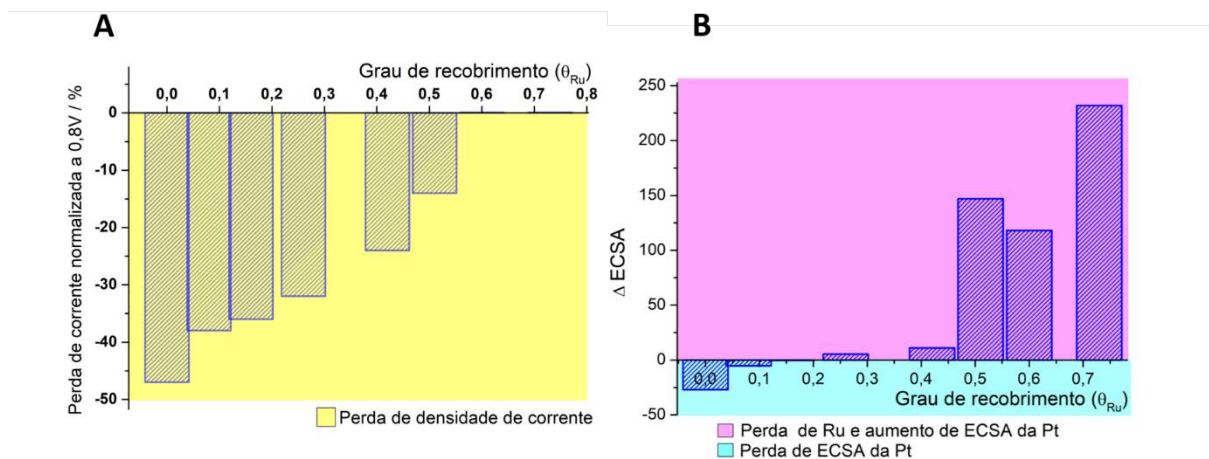 A
Grau de recobrimento (θRu)
0,0 0,1 0,2 0,3 0,4 0,5 0,6 0,7 0,8
Perda de corrente normalizada a 0,8V / %
0
-10
-20
-30
-40
-50
Perda de densidade de corrente
B
Δ ECSA
250
200
150
100
50
0
-50
0,0 0,1 0,2 0,3 0,4 0,5 0,6 0,7
Grau de recobrimento (θRu)
Perda de Ru e aumento de ECSA da Pt
Perda de ECSA da Pt